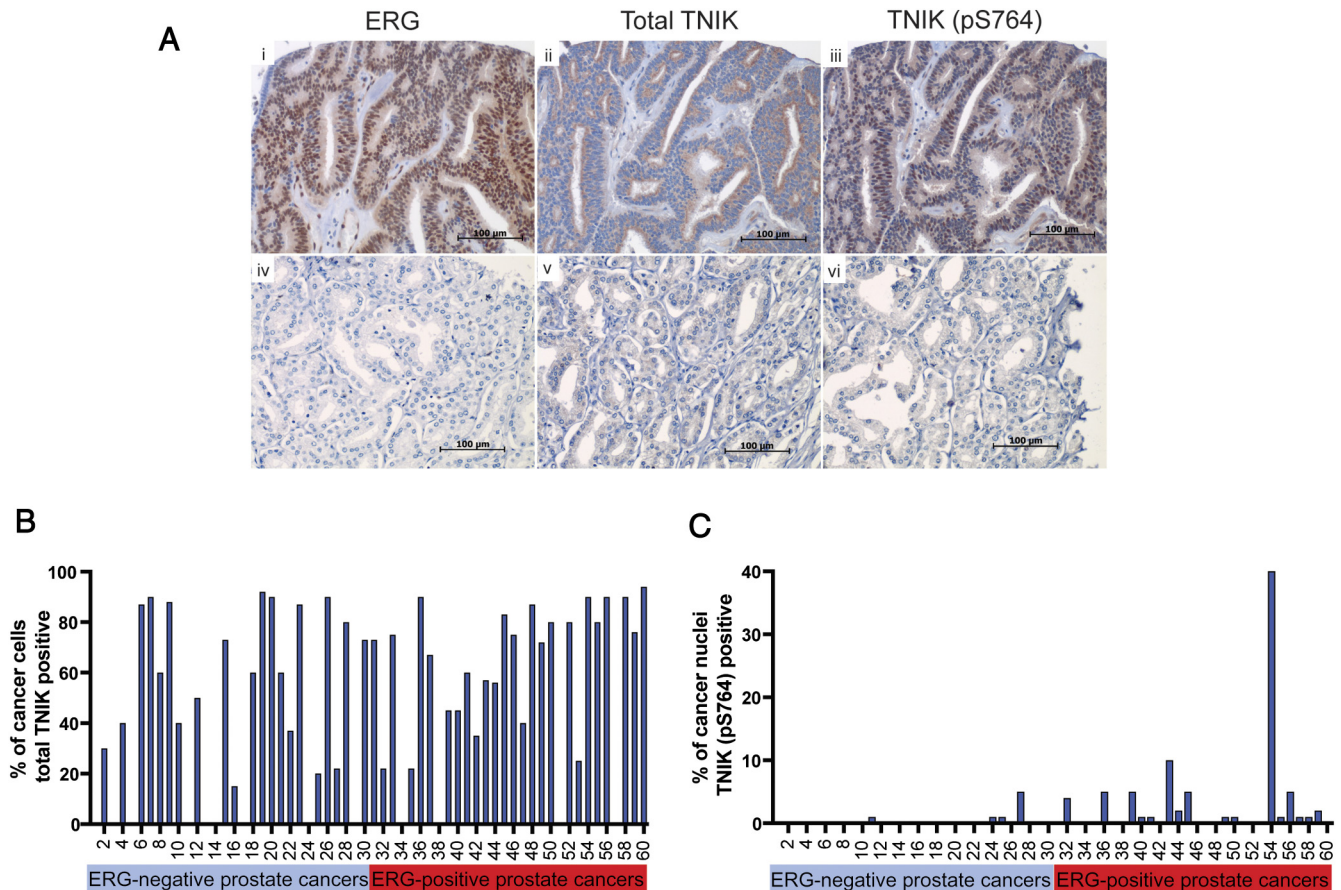 A
ERG
Total TNIK
TNIK (pS764)
i
ii
iii
100 µm
100 µm
100 µm
iv
v
vi
100 µm
100 µm
100 µm
B
% of cancer cells
total TNIK positive
100
80
60
40
20
0
2 4 6 8 10 12 14 16 18 20 22 24 26 28 30 32 34 36 38 40 42 44 46 48 50 52 54 56 58 60
ERG-negative prostate cancers ERG-positive prostate cancers
C
% of cancer nuclei
TNIK (pS764) positive
40
30
20
10
0
2 4 6 8 10 12 14 16 18 20 22 24 26 28 30 32 34 36 38 40 42 44 46 48 50 52 54 56 58 60
ERG-negative prostate cancers ERG-positive prostate cancers